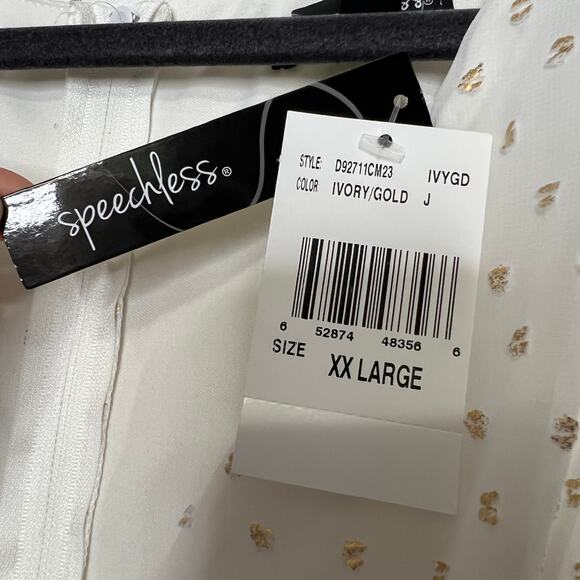 speechless®
STYLE: D92711CM23 IVYGD
COLOR: IVORY/GOLD J
6 52874 48356 6
SIZE XX LARGE